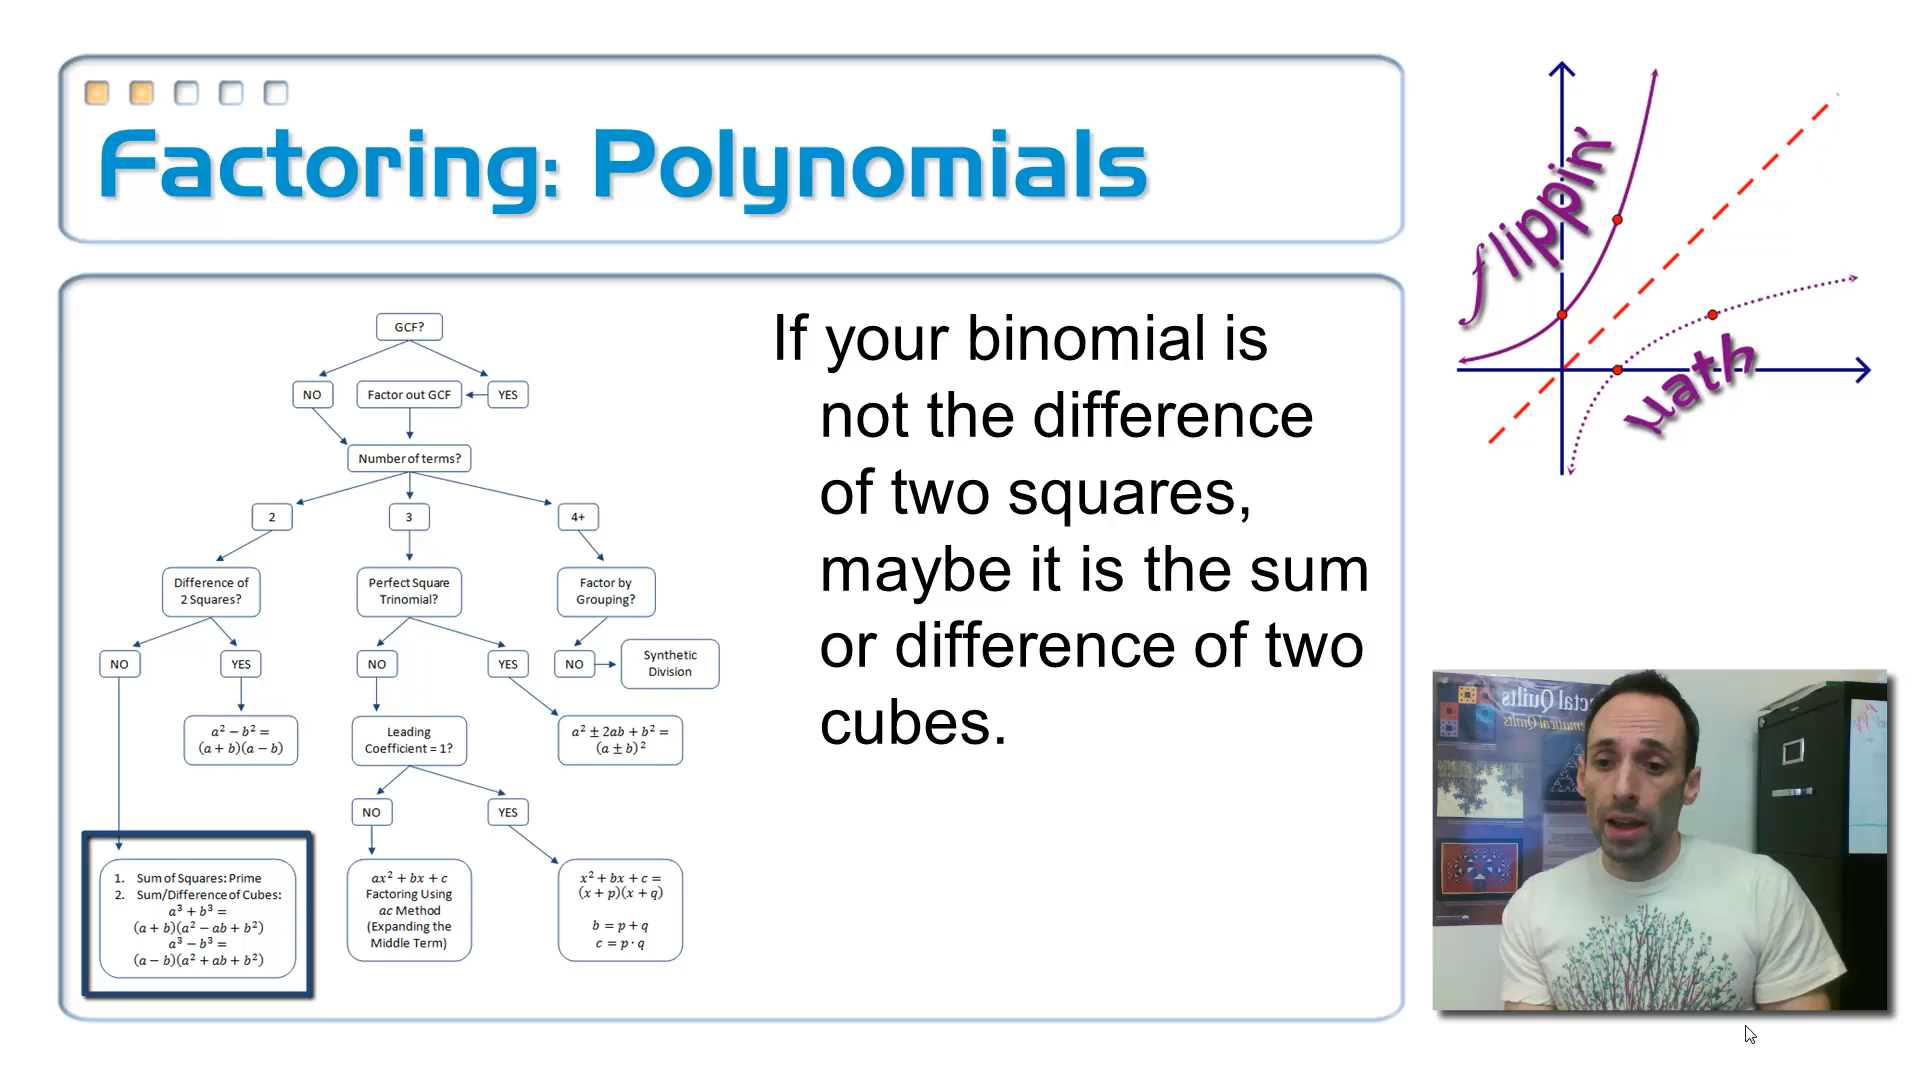 Factoring: Polynomials
GCF?
NO
Factor out GCF
YES
Number of terms?
2
3
4+
Difference of
2 Squares?
Perfect Square
Trinomial?
Factor by
Grouping?
NO
YES
NO
YES
NO
Synthetic
Division
a² − b² =
(a + b)(a − b)
Leading
Coefficient = 1?
a² ± 2ab + b² =
(a ± b)²
NO
YES
1. Sum of Squares: Prime
2. Sum/Difference of Cubes:
a³ + b³ =
(a + b)(a² − ab + b²)
a³ − b³ =
(a − b)(a² + ab + b²)
ax² + bx + c
Factoring Using
ac Method
(Expanding the
Middle Term)
x² + bx + c =
(x + p)(x + q)
b = p + q
c = p · q
If your binomial is
not the difference
of two squares,
maybe it is the sum
or difference of two
cubes.
flippin'
math
ctal Quilts
ematical Quilts